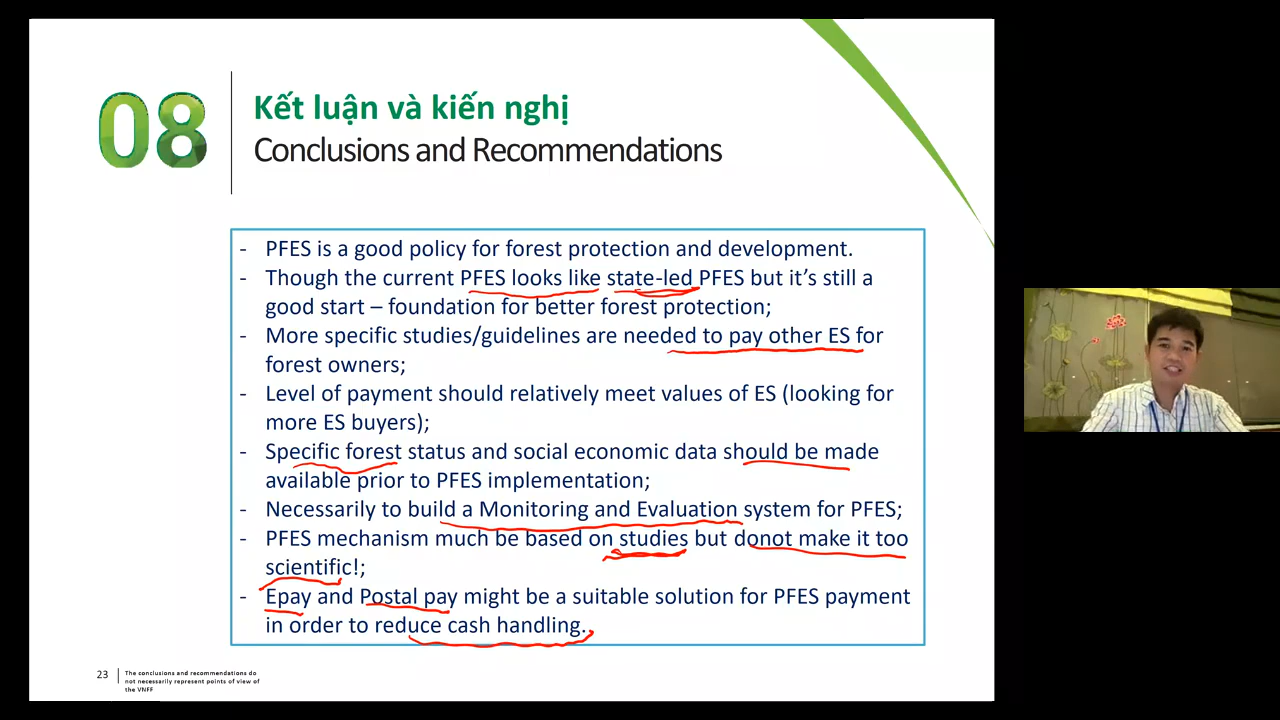 08
Kết luận và kiến nghị
Conclusions and Recommendations
- PFES is a good policy for forest protection and development.
- Though the current PFES looks like state-led PFES but it's still a
good start – foundation for better forest protection;
- More specific studies/guidelines are needed to pay other ES for
forest owners;
- Level of payment should relatively meet values of ES (looking for
more ES buyers);
- Specific forest status and social economic data should be made
available prior to PFES implementation;
- Necessarily to build a Monitoring and Evaluation system for PFES;
- PFES mechanism much be based on studies but donot make it too
scientific!;
- Epay and Postal pay might be a suitable solution for PFES payment
in order to reduce cash handling.
23
The conclusions and recommendations do
not necessarily represent points of view of
the VNFF